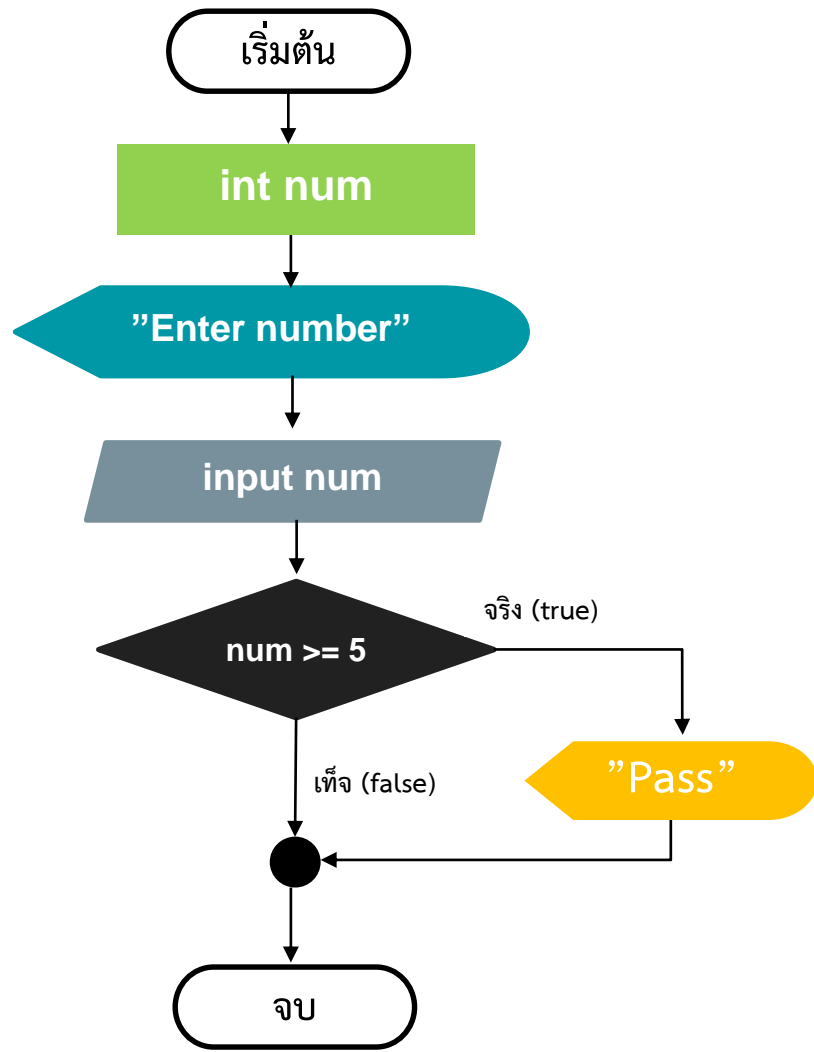 เริ่มต้น
int num
”Enter number”
input num
num >= 5
จริง (true)
เท็จ (false)
”Pass”
จบ